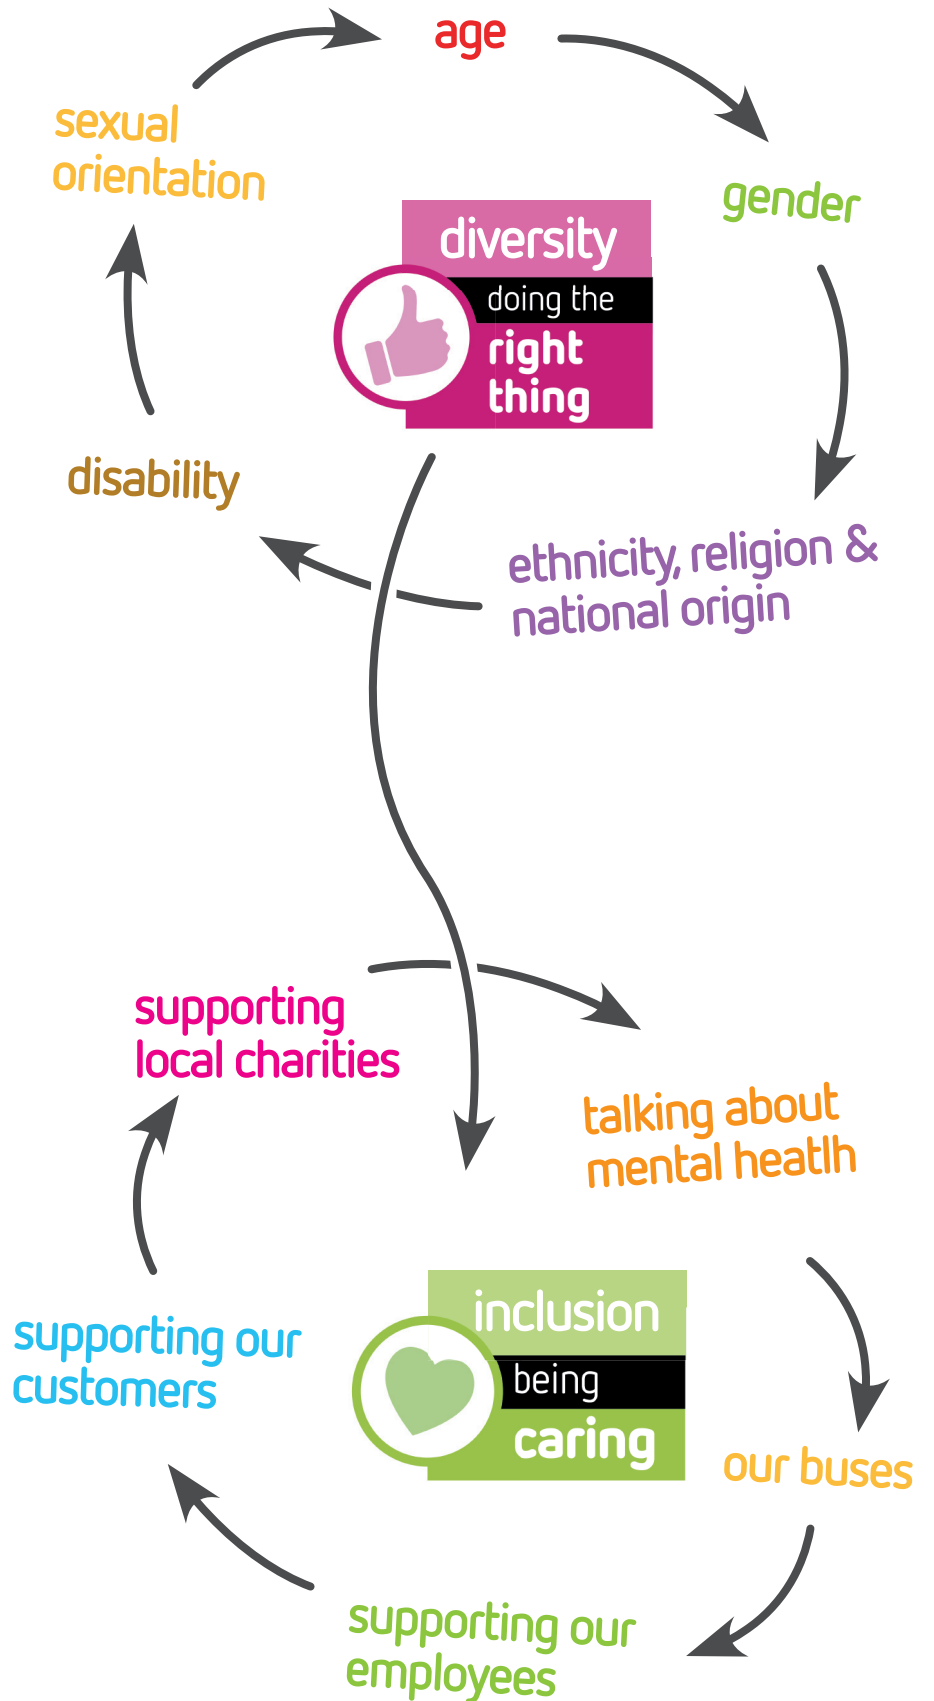 age
sexual
orientation
gender
diversity
doing the
right
thing
disability
ethnicity, religion &
national origin
supporting
local charities
talking about
mental heatlh
inclusion
being
caring
supporting our
customers
our buses
supporting our
employees